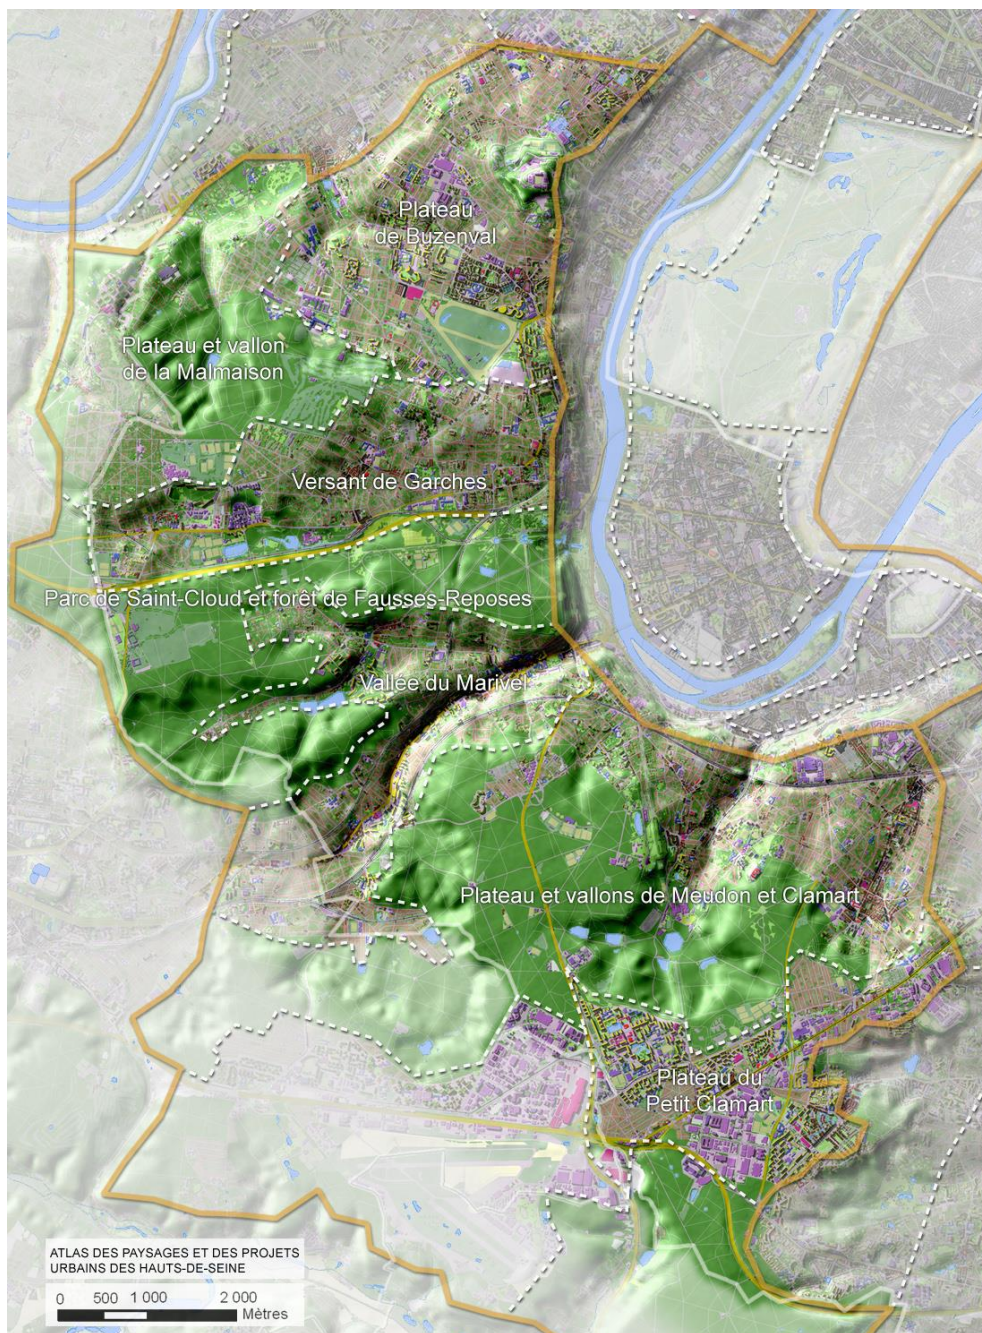 Plateau
de Buzenval
Plateau et vallon
de la Malmaison
Versant de Garches
Parc de Saint-Cloud et forêt de Fausses-Reposes
Vallée du Marivel
Plateau et vallons de Meudon et Clamart
Plateau du
Petit Clamart
ATLAS DES PAYSAGES ET DES PROJETS
URBAINS DES HAUTS-DE-SEINE
0 500 1 000 2 000
Mètres